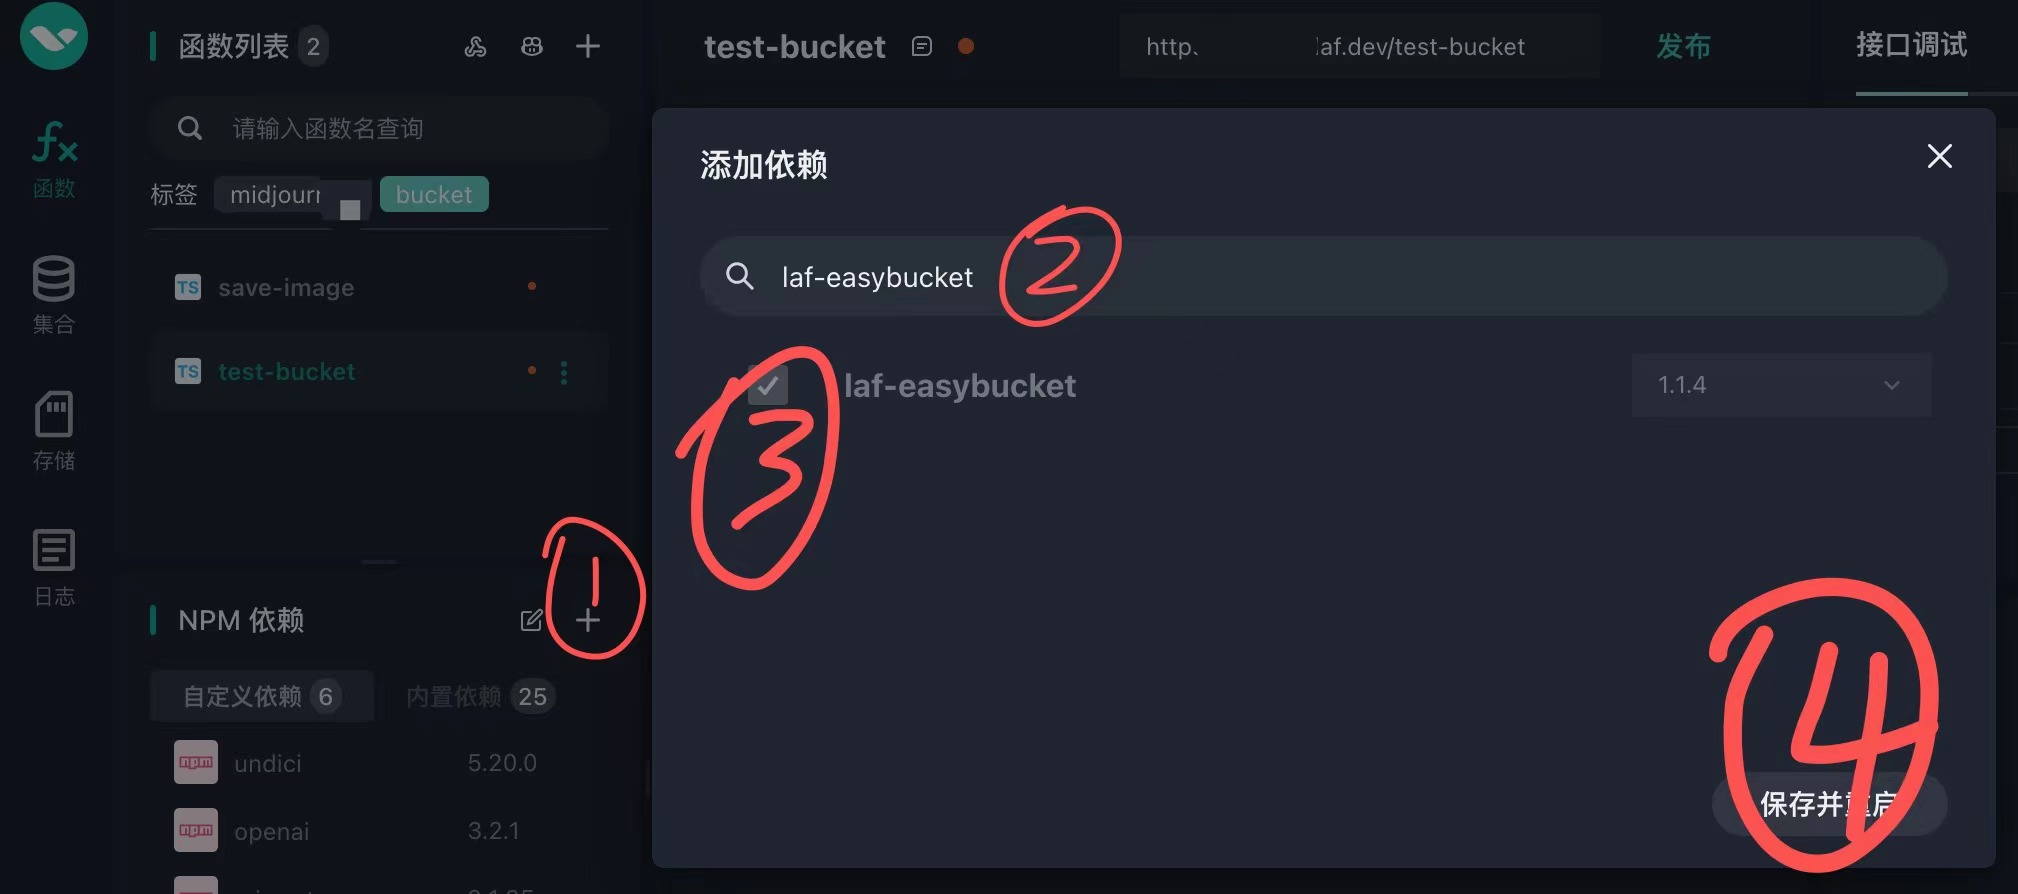 函数列表 2
test-bucket
http
laf.dev/test-bucket
发布
接口调试
请输入函数名查询
函数
标签
bucket
添加依赖
laf-easybucket
2
集合
TS save-image
TS test-bucket
laf-easybucket
1.1.4
3
存储
日志
1
NPM 依赖
自定义依赖 6
内置依赖 25
npm undici 5.20.0
npm openai 3.2.1
4
保存并重启